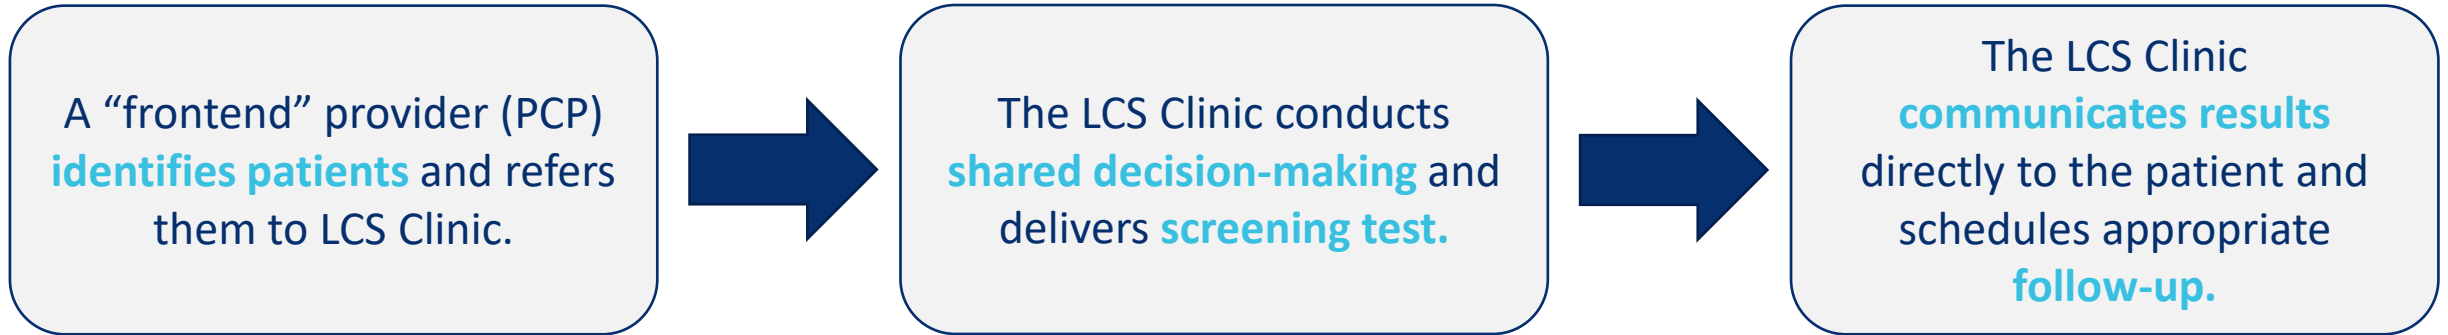 A “frontend” provider (PCP)
identifies patients and refers
them to LCS Clinic.
The LCS Clinic conducts
shared decision-making and
delivers screening test.
The LCS Clinic
communicates results
directly to the patient and
schedules appropriate
follow-up.